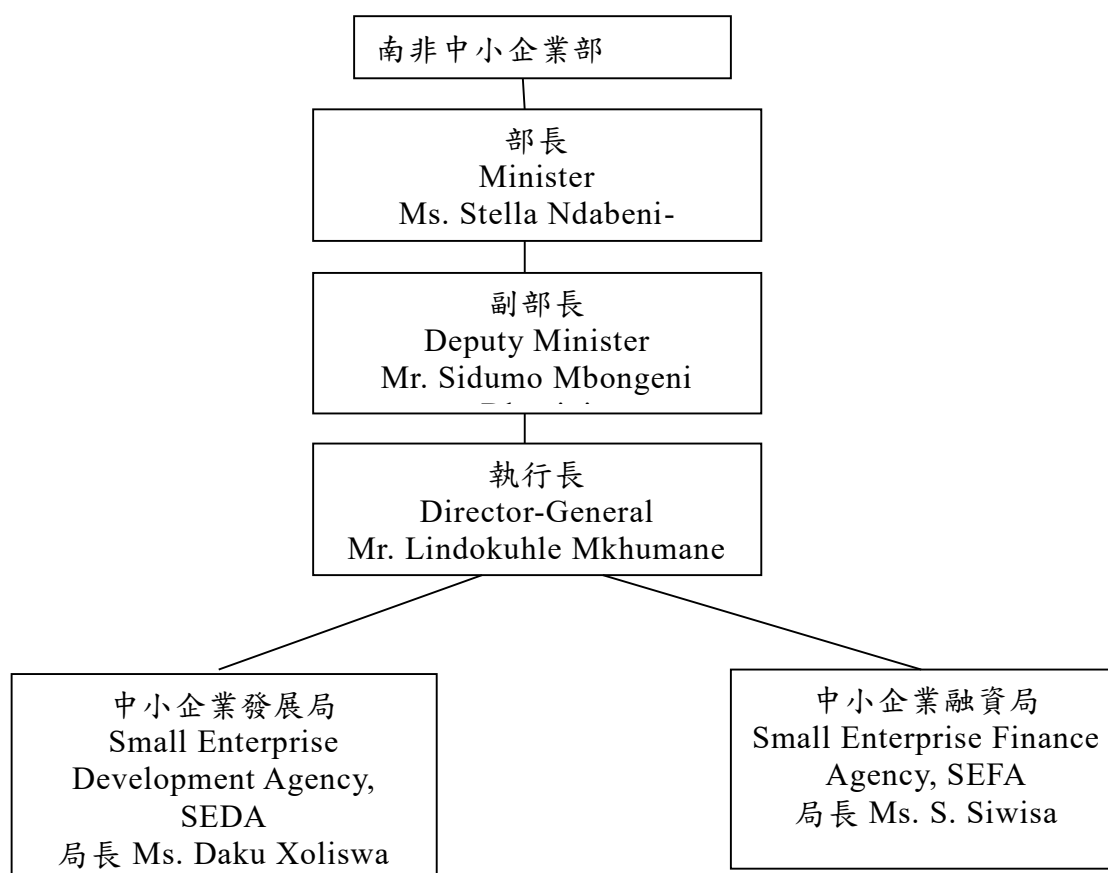 南非中小企業部
部長
Minister
Ms. Stella Ndabeni-
副部長
Deputy Minister
Mr. Sidumo Mbongeni
執行長
Director-General
Mr. Lindokuhle Mkhumane
中小企業發展局
Small Enterprise
Development Agency,
SEDA
局長 Ms. Daku Xoliswa
中小企業融資局
Small Enterprise Finance
Agency, SEFA
局長 Ms. S. Siwisa